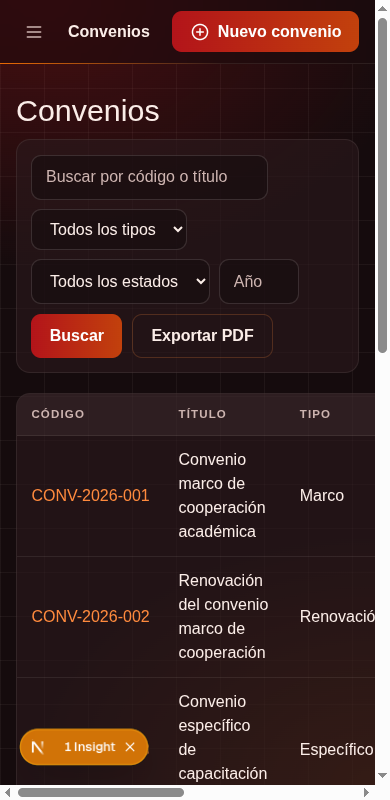 Convenios
Nuevo convenio
Convenios
Buscar por código o título
Todos los tipos
Todos los estados
Año
Buscar
Exportar PDF
CÓDIGO
TÍTULO
TIPO
CONV-2026-001
Convenio
marco de
cooperación
académica
Marco
CONV-2026-002
Renovación
del convenio
marco de
cooperación
Renovació
Convenio
específico
de
capacitación
Específico
N
1 Insight